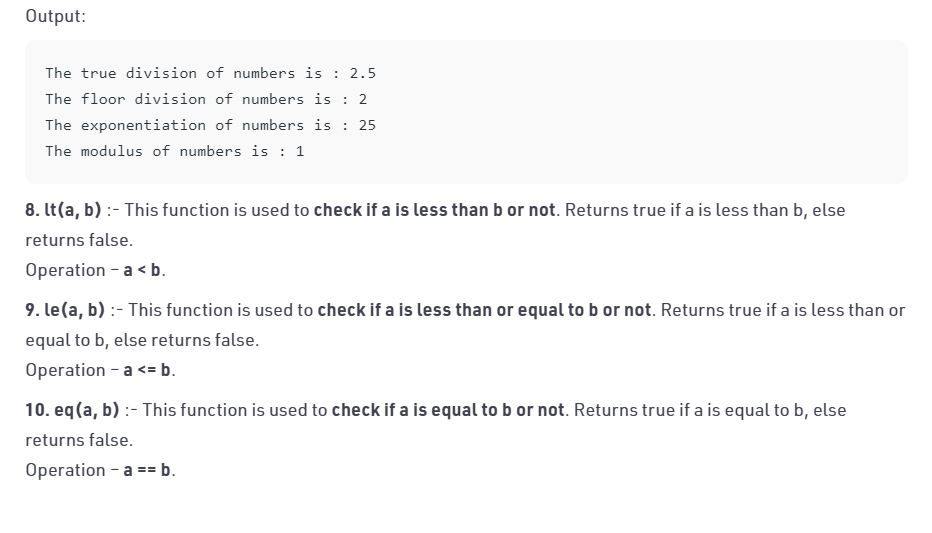 Output:
The true division of numbers is : 2.5
The floor division of numbers is : 2
The exponentiation of numbers is : 25
The modulus of numbers is : 1
8. lt(a, b) :- This function is used to check if a is less than b or not. Returns true if a is less than b, else
returns false.
Operation – a < b.
9. le(a, b) :- This function is used to check if a is less than or equal to b or not. Returns true if a is less than or
equal to b, else returns false.
Operation – a <= b.
10. eq(a, b) :- This function is used to check if a is equal to b or not. Returns true if a is equal to b, else
returns false.
Operation – a == b.